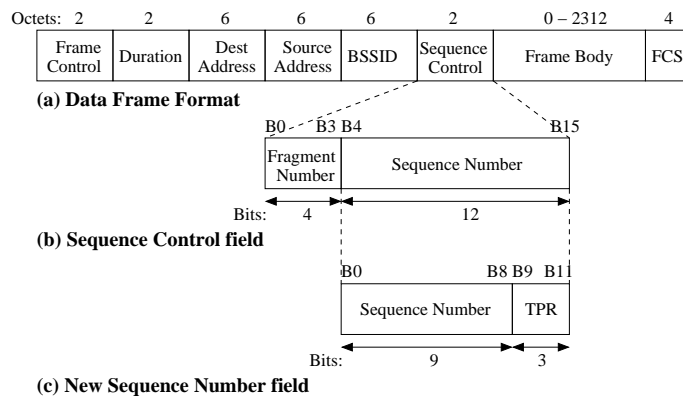 Octets: 2 2 6 6 6 2 0 – 2312 4
Frame Control Duration Dest Address Source Address BSSID Sequence Control Frame Body FCS
(a) Data Frame Format
B0 B3 B4 B15
Fragment Number Sequence Number
Bits: 4 12
(b) Sequence Control field
B0 B8 B9 B11
Sequence Number TPR
Bits: 9 3
(c) New Sequence Number field